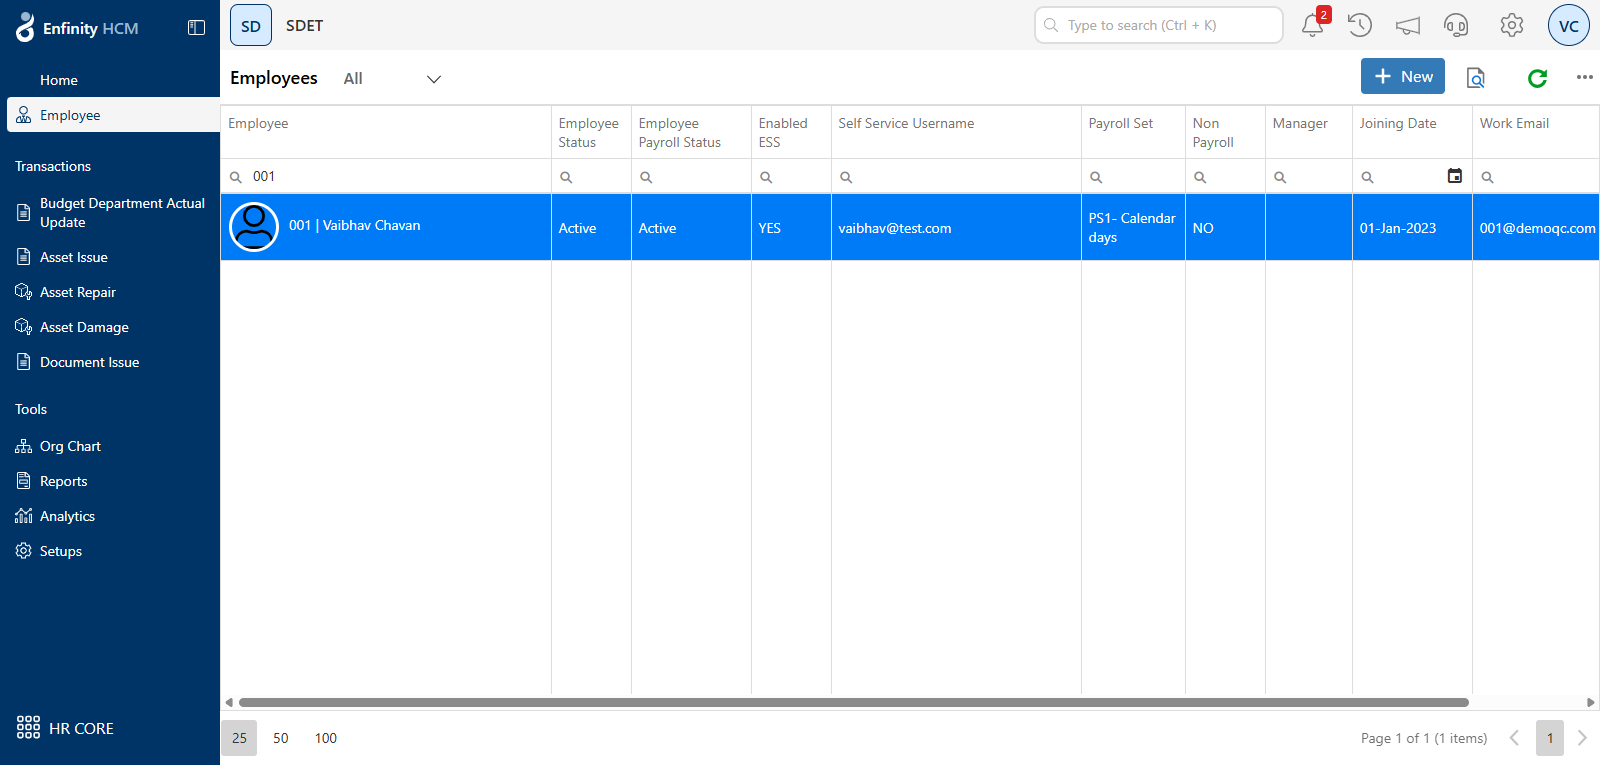 Enfinity HCM
SD SDET
Type to search (Ctrl + K)
2
VC
Home
Employee
Transactions
Budget Department Actual
Update
Asset Issue
Asset Repair
Asset Damage
Document Issue
Tools
Org Chart
Reports
Analytics
Setups
HR CORE
Employees All
New
Employee
Employee
Status
Employee
Payroll Status
Enabled
ESS
Self Service Username
Payroll Set
Non
Payroll
Manager
Joining Date
Work Email
001
001 | Vaibhav Chavan
Active
Active
YES
vaibhav@test.com
PS1- Calendar
days
NO
01-Jan-2023
001@demoqc.com
25 50 100
Page 1 of 1 (1 items)
1